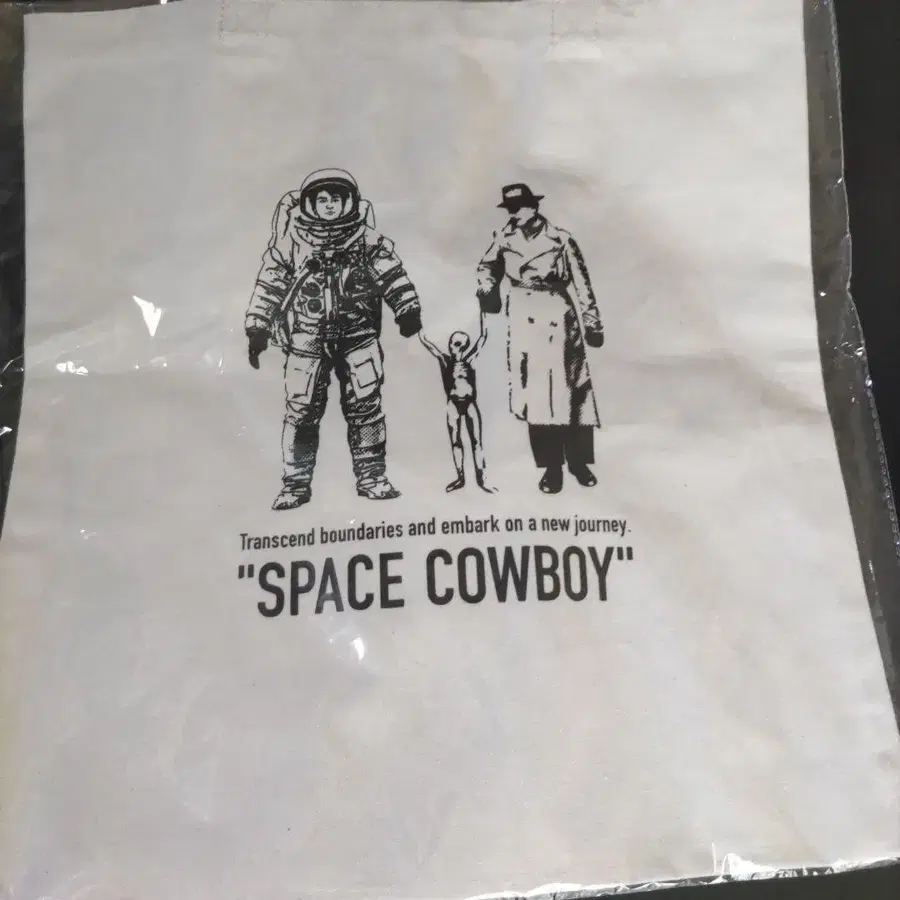 Transcend boundaries and embark on a new journey.
"SPACE COWBOY"